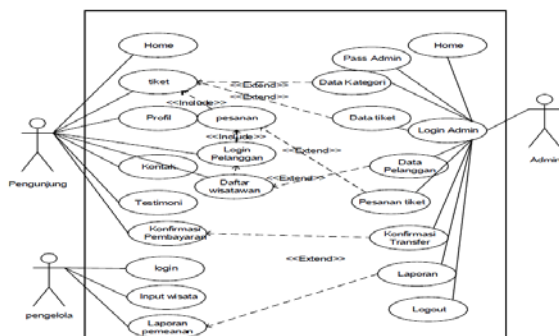 Home
Home
Pass Admin
tiket
<<Extend>>
Data Kategori
<<Extend>>
<<Include>>
Profil
pesanan
Data tiket
Login Admin
<<Include>>
Login
Pelanggan
<<Extend>>
Kontak
Data
Pelanggan
Daftar
wisatawan
<<Extend>>
Pengunjung
Admin
Testimoni
Pesanan tiket
Konfirmasi
Pembayaran
Konfirmasi
Transfer
<<Extend>>
login
Laporan
Input wisata
Logout
pengelola
Laporan
pemeanan